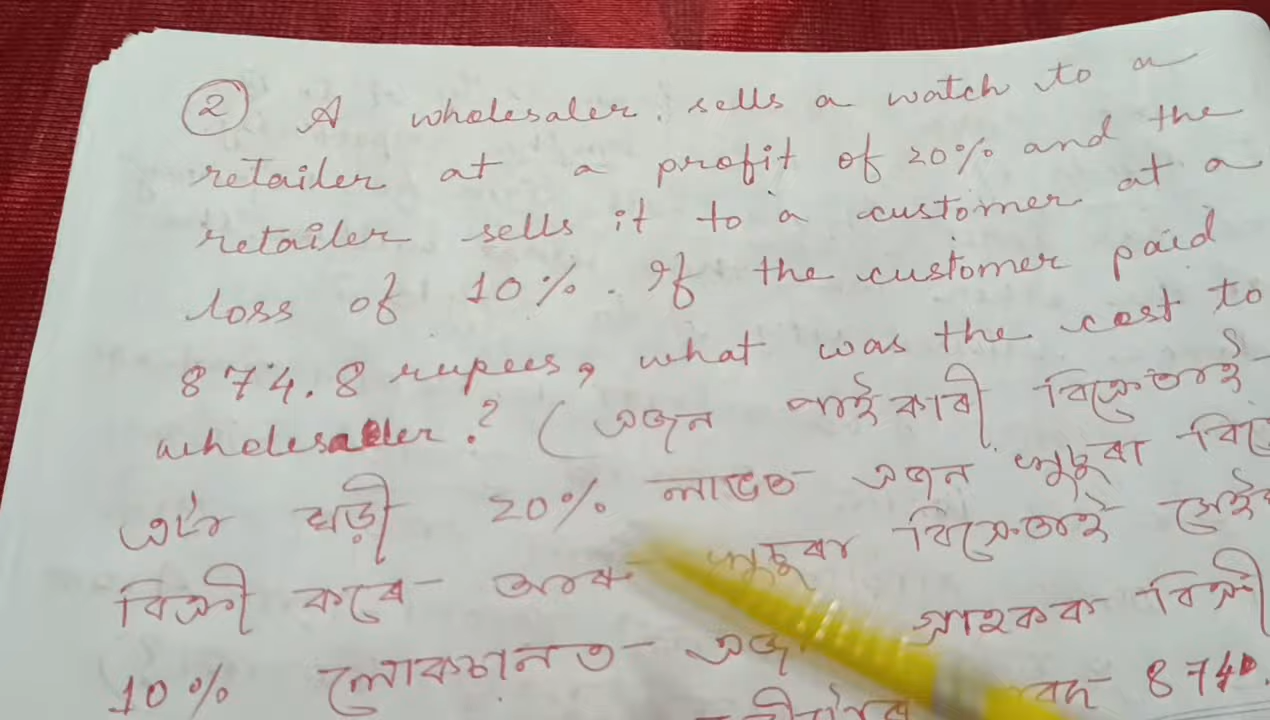 ② A wholesaler sells a watch to a
retailer at a profit of 20% and the
retailer sells it to a customer at a
loss of 10%. If the customer paid
874.8 rupees, what was the cost to
wholesaler? (এজন পাইকাৰী বিক্ৰেতাই
এটা ঘড়ী 20% লাভত এজন খুচুৰা
বিক্ৰী কৰে আৰু খুচুৰা বিক্ৰেতাই সেই
10% লোকচানত গ্ৰাহকক বিক্ৰী
874.